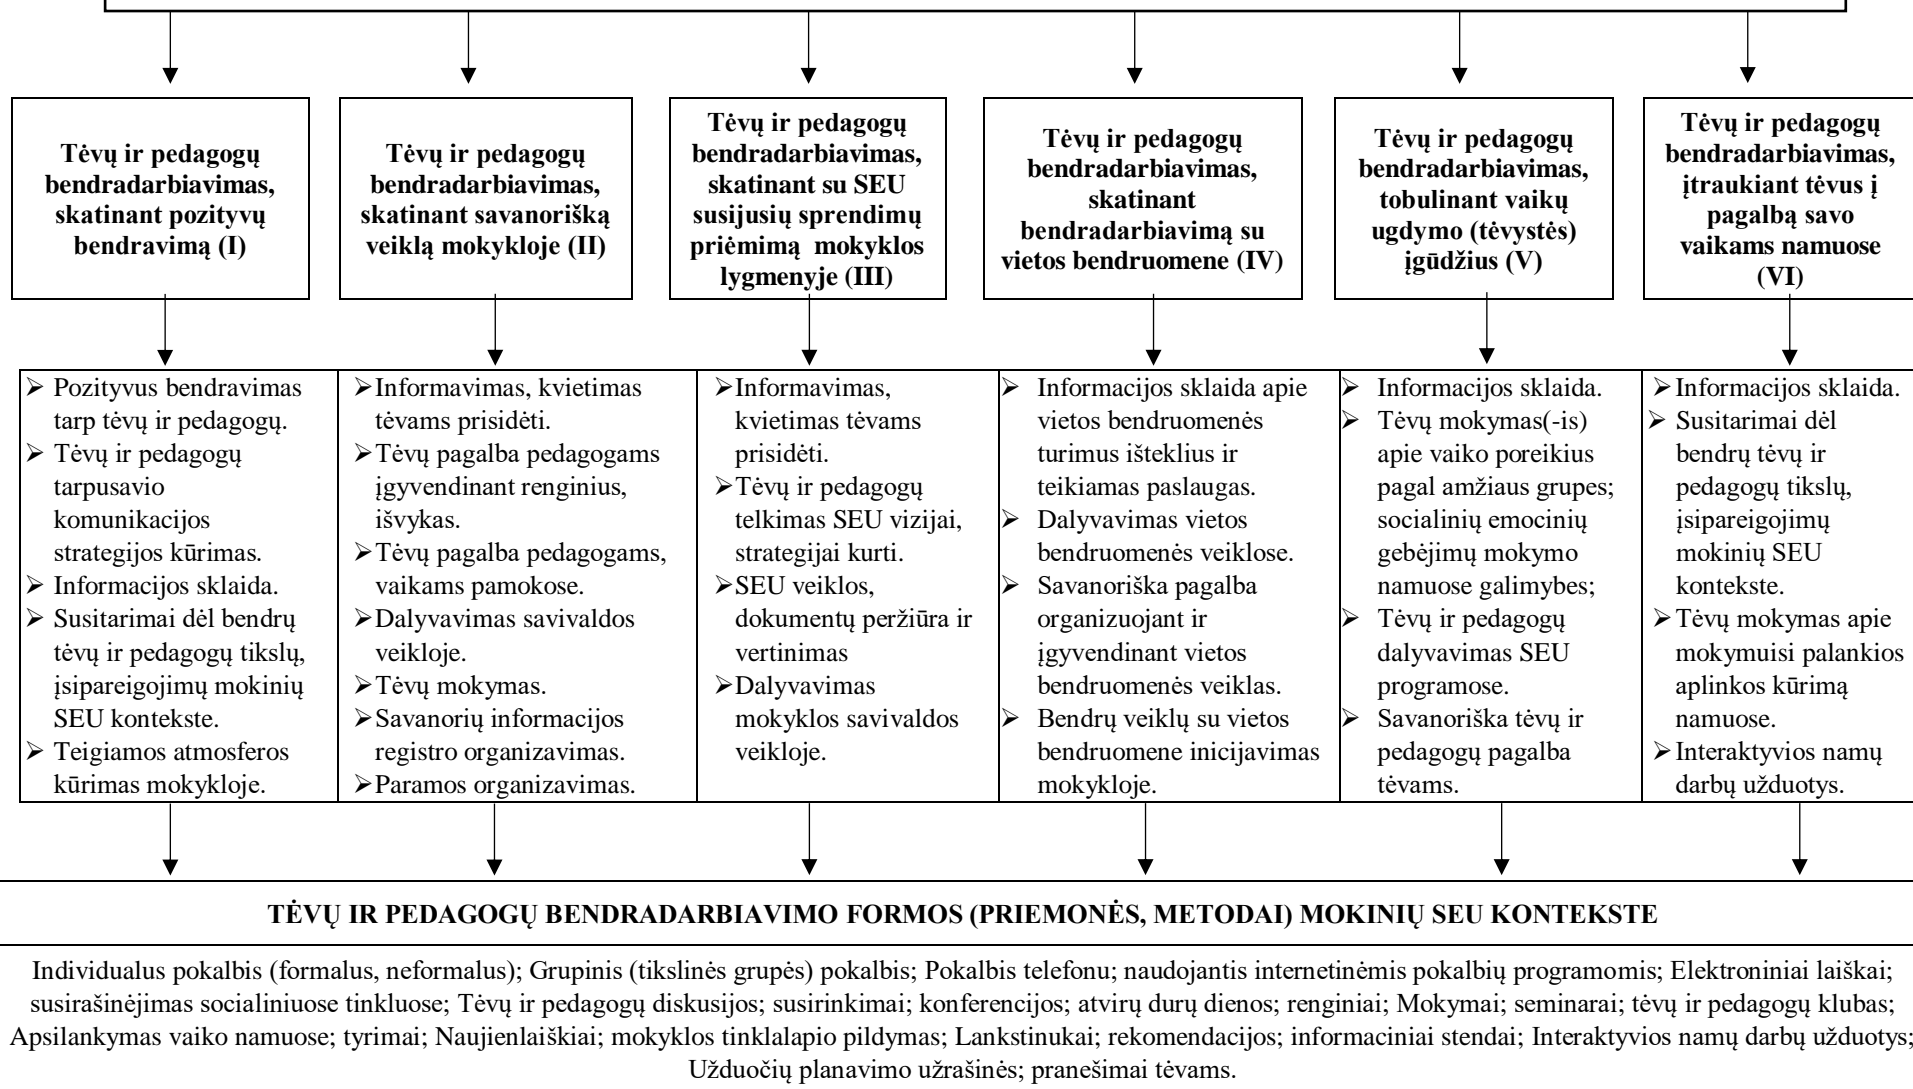 Tėvų ir pedagogų
bendradarbiavimas,
skatinant pozityvų
bendravimą (I)
Tėvų ir pedagogų
bendradarbiavimas,
skatinant savanorišką
veiklą mokykloje (II)
Tėvų ir pedagogų
bendradarbiavimas,
skatinant su SEU
susijusių sprendimų
priėmimą mokyklos
lygmenyje (III)
Tėvų ir pedagogų
bendradarbiavimas,
skatinant
bendradarbiavimą su
vietos bendruomene (IV)
Tėvų ir pedagogų
bendradarbiavimas,
tobulinant vaikų
ugdymo (tėvystės)
įgūdžius (V)
Tėvų ir pedagogų
bendradarbiavimas,
įtraukiant tėvus į
pagalbą savo
vaikams namuose
(VI)
➢ Pozityvus bendravimas
tarp tėvų ir pedagogų.
➢ Tėvų ir pedagogų
tarpusavio
komunikacijos
strategijos kūrimas.
➢ Informacijos sklaida.
➢ Susitarimai dėl bendrų
tėvų ir pedagogų tikslų,
įsipareigojimų mokinių
SEU kontekste.
➢ Teigiamos atmosferos
kūrimas mokykloje.
➢Informavimas, kvietimas
tėvams prisidėti.
➢Tėvų pagalba pedagogams
įgyvendinant renginius,
išvykas.
➢Tėvų pagalba pedagogams,
vaikams pamokose.
➢Dalyvavimas savivaldos
veikloje.
➢Tėvų mokymas.
➢Savanorių informacijos
registro organizavimas.
➢Paramos organizavimas.
➢Informavimas,
kvietimas tėvams
prisidėti.
➢Tėvų ir pedagogų
telkimas SEU vizijai,
strategijai kurti.
➢SEU veiklos,
dokumentų peržiūra ir
vertinimas
➢Dalyvavimas
mokyklos savivaldos
veikloje.
➢ Informacijos sklaida apie
vietos bendruomenės
turimus išteklius ir
teikiamas paslaugas.
➢ Dalyvavimas vietos
bendruomenės veiklose.
➢ Savanoriška pagalba
organizuojant ir
įgyvendinant vietos
bendruomenės veiklas.
➢ Bendrų veiklų su vietos
bendruomene inicijavimas
mokykloje.
➢ Informacijos sklaida.
➢ Tėvų mokymas(-is)
apie vaiko poreikius
pagal amžiaus grupes;
socialinių emocinių
gebėjimų mokymo
namuose galimybes;
➢ Tėvų ir pedagogų
dalyvavimas SEU
programose.
➢ Savanoriška tėvų ir
pedagogų pagalba
tėvams.
➢Informacijos sklaida.
➢ Susitarimai dėl
bendrų tėvų ir
pedagogų tikslų,
įsipareigojimų
mokinių SEU
kontekste.
➢Tėvų mokymas apie
mokymuisi palankios
aplinkos kūrimą
namuose.
➢Interaktyvios namų
darbų užduotys.
TĖVŲ IR PEDAGOGŲ BENDRADARBIAVIMO FORMOS (PRIEMONĖS, METODAI) MOKINIŲ SEU KONTEKSTE
Individualus pokalbis (formalus, neformalus); Grupinis (tikslinės grupės) pokalbis; Pokalbis telefonu; naudojantis internetinėmis pokalbių programomis; Elektroniniai laiškai;
susirašinėjimas socialiniuose tinkluose; Tėvų ir pedagogų diskusijos; susirinkimai; konferencijos; atvirų durų dienos; renginiai; Mokymai; seminarai; tėvų ir pedagogų klubas;
Apsilankymas vaiko namuose; tyrimai; Naujienlaiškiai; mokyklos tinklalapio pildymas; Lankstinukai; rekomendacijos; informaciniai stendai; Interaktyvios namų darbų užduotys;
Užduočių planavimo užrašinės; pranešimai tėvams.